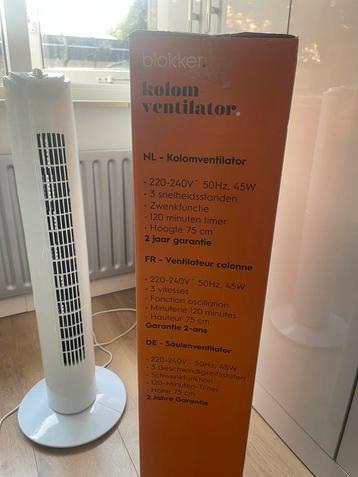 blokker.
kolom
ventilator.
NL - Kolomventilator
- 220-240V~ 50Hz, 45W
- 3 snelheidsstanden
- Zwenkfunctie
- 120 minuten timer
- Hoogte 75 cm
2 jaar garantie
FR - Ventilateur colonne
- 220-240V~ 50Hz, 45W
- 3 vitesses
- Fonction oscillation
- Minuterie 120 minutes
- Hauteur 75 cm
Garantie 2-ans
DE - Säulenventilator
- 220-240V~ 50Hz, 45W
- 3 Geschwindigkeitsstufen
- Schwenkfunktion
- 120-Minuten-Timer
- Höhe 75 cm
2 Jahre Garantie